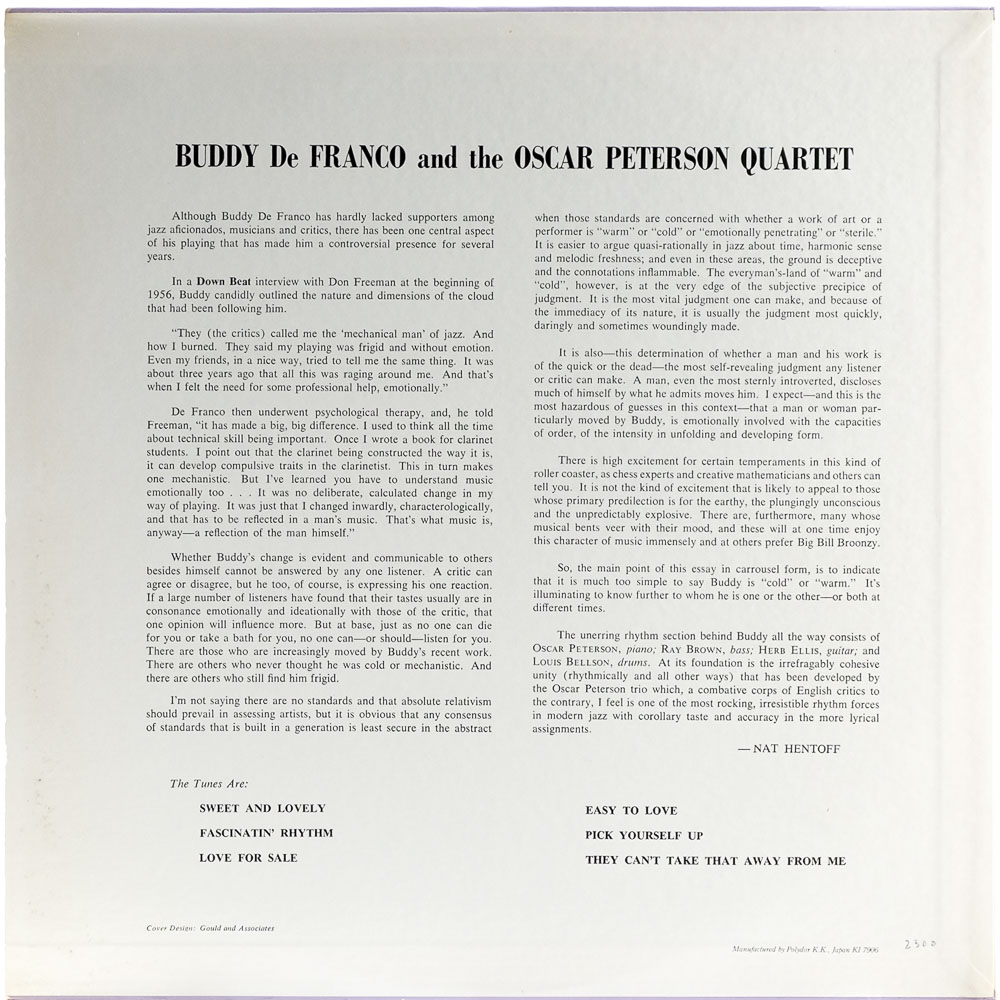 BUDDY De FRANCO and the OSCAR PETERSON QUARTET
Although Buddy De Franco has hardly lacked supporters among
jazz aficionados, musicians and critics, there has been one central aspect
of his playing that has made him a controversial presence for several
years.
In a Down Beat interview with Don Freeman at the beginning of
1956, Buddy candidly outlined the nature and dimensions of the cloud
that had been following him.
“They (the critics) called me the ‘mechanical man’ of jazz. And
how I burned. They said my playing was frigid and without emotion.
Even my friends, in a nice way, tried to tell me the same thing. It was
about three years ago that all this was raging around me. And that’s
when I felt the need for some professional help, emotionally.”
De Franco then underwent psychological therapy, and, he told
Freeman, “it has made a big, big difference. I used to think all the time
about technical skill being important. Once I wrote a book for clarinet
students. I point out that the clarinet being constructed the way it is,
it can develop compulsive traits in the clarinetist. This in turn makes
one mechanistic. But I’ve learned you have to understand music
emotionally too . . . It was no deliberate, calculated change in my
way of playing. It was just that I changed inwardly, characterologically,
and that has to be reflected in a man’s music. That’s what music is,
anyway—a reflection of the man himself.”
Whether Buddy’s change is evident and communicable to others
besides himself cannot be answered by any one listener. A critic can
agree or disagree, but he too, of course, is expressing his one reaction.
If a large number of listeners have found that their tastes usually are in
consonance emotionally and ideationally with those of the critic, that
one opinion will influence more. But at base, just as no one can die
for you or take a bath for you, no one can—or should—listen for you.
There are those who are increasingly moved by Buddy’s recent work.
There are others who never thought he was cold or mechanistic. And
there are others who still find him frigid.
I’m not saying there are no standards and that absolute relativism
should prevail in assessing artists, but it is obvious that any consensus
of standards that is built in a generation is least secure in the abstract
when those standards are concerned with whether a work of art or a
performer is “warm” or “cold” or “emotionally penetrating” or “sterile.”
It is easier to argue quasi-rationally in jazz about time, harmonic sense
and melodic freshness; and even in these areas, the ground is deceptive
and the connotations inflammable. The everyman’s-land of “warm” and
“cold”, however, is at the very edge of the subjective precipice of
judgment. It is the most vital judgment one can make, and because of
the immediacy of its nature, it is usually the judgment most quickly,
daringly and sometimes woundingly made.
It is also—this determination of whether a man and his work is
of the quick or the dead—the most self-revealing judgment any listener
or critic can make. A man, even the most sternly introverted, discloses
much of himself by what he admits moves him. I expect—and this is the
most hazardous of guesses in this context—that a man or woman par-
ticularly moved by Buddy, is emotionally involved with the capacities
of order, of the intensity in unfolding and developing form.
There is high excitement for certain temperaments in this kind of
roller coaster, as chess experts and creative mathematicians and others can
tell you. It is not the kind of excitement that is likely to appeal to those
whose primary predilection is for the earthy, the plungingly unconscious
and the unpredictably explosive. There are, furthermore, many whose
musical bents veer with their mood, and these will at one time enjoy
this character of music immensely and at others prefer Big Bill Broonzy.
So, the main point of this essay in carrousel form, is to indicate
that it is much too simple to say Buddy is “cold” or “warm.” It’s
illuminating to know further to whom he is one or the other—or both at
different times.
The unerring rhythm section behind Buddy all the way consists of
OSCAR PETERSON, piano; RAY BROWN, bass; HERB ELLIS, guitar; and
LOUIS BELLSON, drums. At its foundation is the irrefragably cohesive
unity (rhythmically and all other ways) that has been developed by
the Oscar Peterson trio which, a combative corps of English critics to
the contrary, I feel is one of the most rocking, irresistible rhythm forces
in modern jazz with corollary taste and accuracy in the more lyrical
assignments.
— NAT HENTOFF
The Tunes Are:
SWEET AND LOVELY
FASCINATIN’ RHYTHM
LOVE FOR SALE
EASY TO LOVE
PICK YOURSELF UP
THEY CAN’T TAKE THAT AWAY FROM ME
Cover Design: Gould and Associates
Manufactured by Polydor K.K., Japan KI 7906
2300